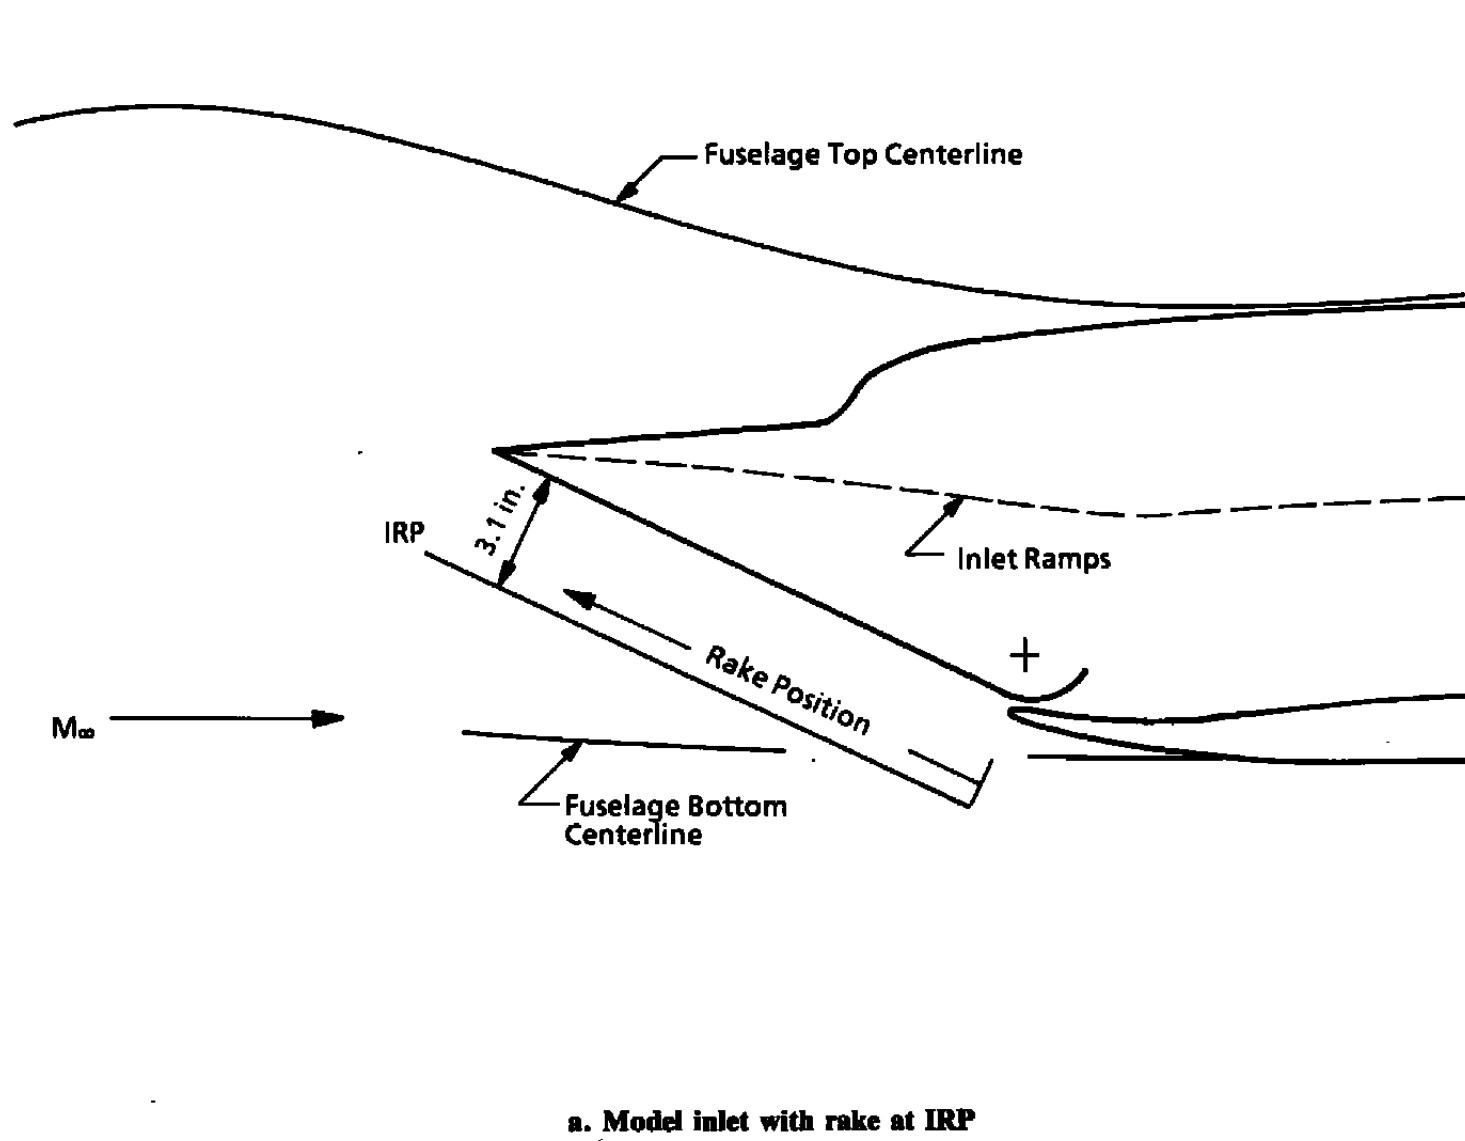 Fuselage Top Centerline
3.1 in.
IRP
Inlet Ramps
Rake Position
M∞
Fuselage Bottom
Centerline
a. Model inlet with rake at IRP